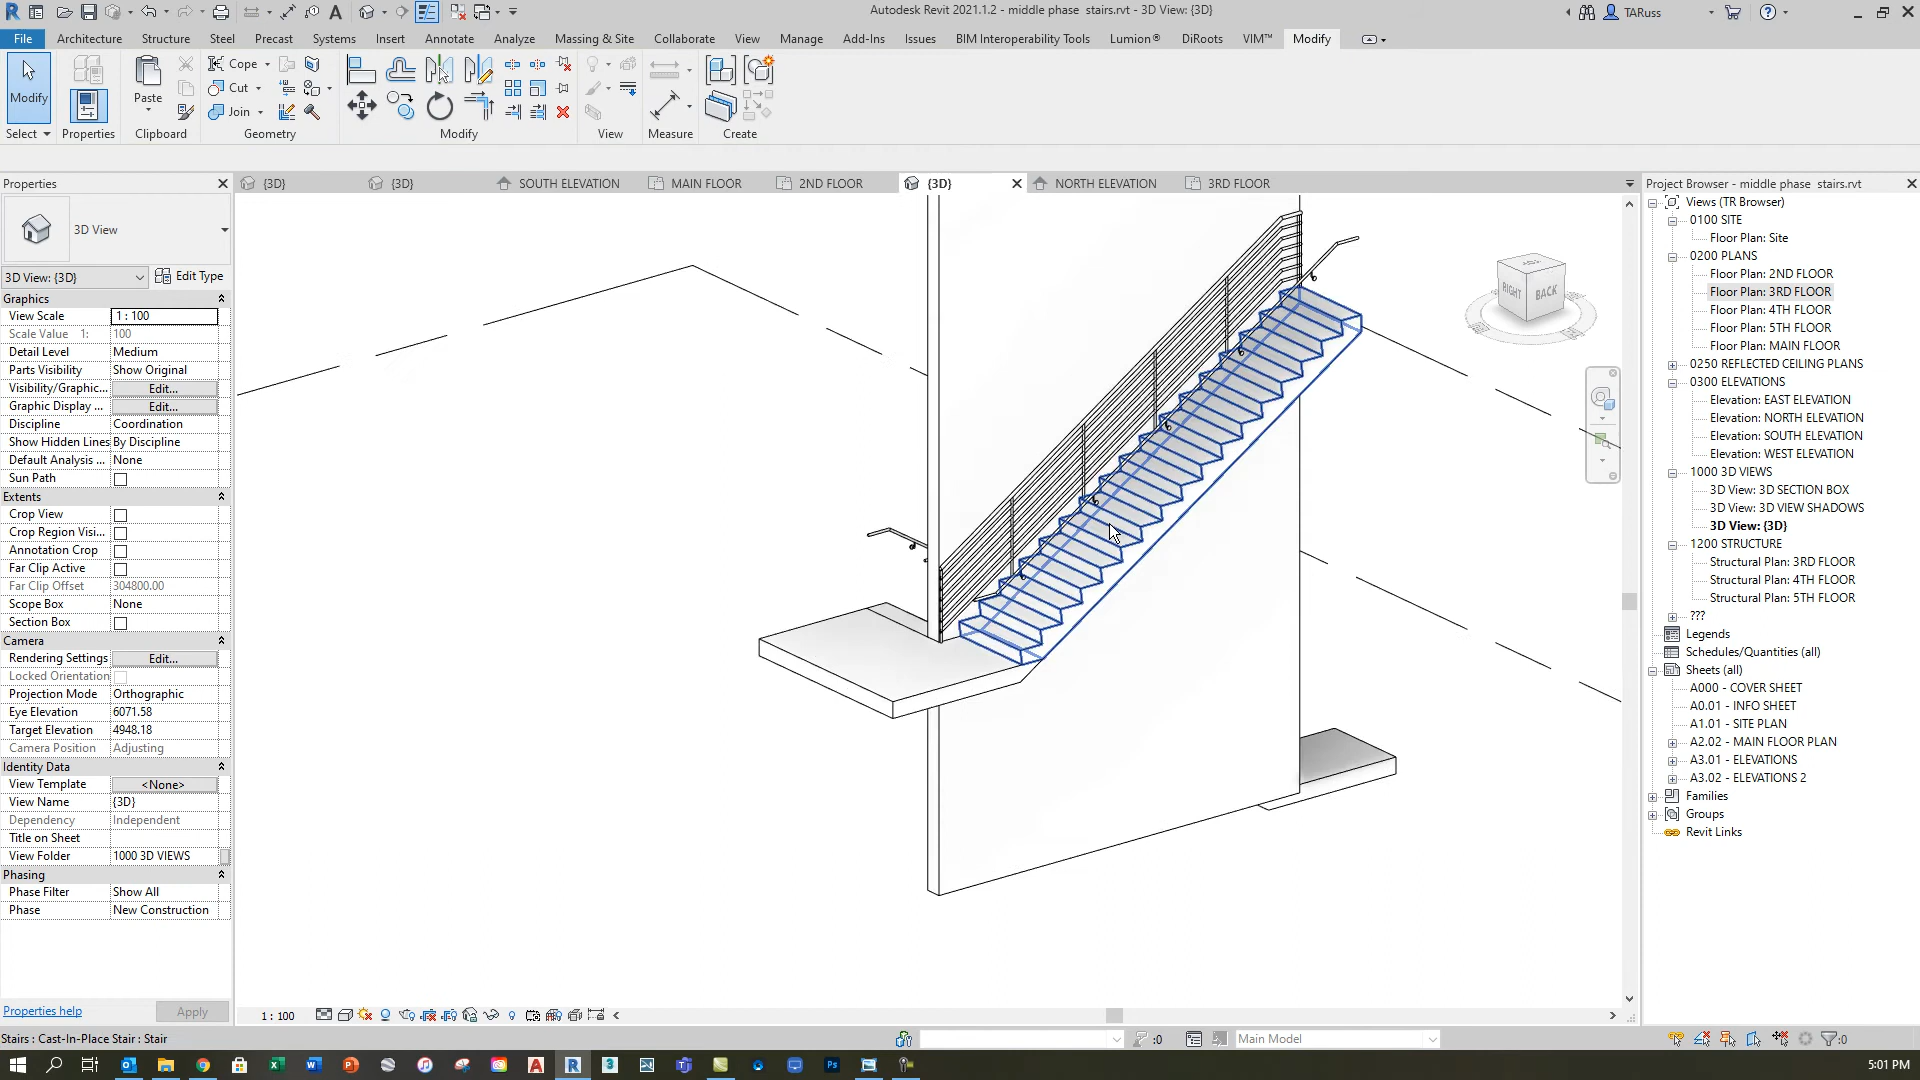 Autodesk Revit 2021.1.2 - middle phase  stairs.rvt - 3D View: {3D}
TARuss
File Architecture Structure Steel Precast Systems Insert Annotate Analyze Massing & Site Collaborate View Manage Add-Ins Issues BIM Interoperability Tools Lumion® DiRoots VIM™ Modify
Cope
Cut
Join
Modify
Paste
Select Properties Clipboard Geometry Modify View Measure Create
Properties
{3D} {3D} SOUTH ELEVATION MAIN FLOOR 2ND FLOOR {3D} NORTH ELEVATION 3RD FLOOR
3D View
3D View: {3D} Edit Type
Graphics
View Scale 1 : 100
Scale Value 1: 100
Detail Level Medium
Parts Visibility Show Original
Visibility/Graphic... Edit...
Graphic Display ... Edit...
Discipline Coordination
Show Hidden Lines By Discipline
Default Analysis ... None
Sun Path
Extents
Crop View
Crop Region Visi...
Annotation Crop
Far Clip Active
Far Clip Offset 304800.00
Scope Box None
Section Box
Camera
Rendering Settings Edit...
Locked Orientation
Projection Mode Orthographic
Eye Elevation 6071.58
Target Elevation 4948.18
Camera Position Adjusting
Identity Data
View Template <None>
View Name {3D}
Dependency Independent
Title on Sheet
View Folder 1000 3D VIEWS
Phasing
Phase Filter Show All
Phase New Construction
Properties help Apply
RIGHT BACK
Project Browser - middle phase  stairs.rvt
Views (TR Browser)
0100 SITE
Floor Plan: Site
0200 PLANS
Floor Plan: 2ND FLOOR
Floor Plan: 3RD FLOOR
Floor Plan: 4TH FLOOR
Floor Plan: 5TH FLOOR
Floor Plan: MAIN FLOOR
0250 REFLECTED CEILING PLANS
0300 ELEVATIONS
Elevation: EAST ELEVATION
Elevation: NORTH ELEVATION
Elevation: SOUTH ELEVATION
Elevation: WEST ELEVATION
1000 3D VIEWS
3D View: 3D SECTION BOX
3D View: 3D VIEW SHADOWS
3D View: {3D}
1200 STRUCTURE
Structural Plan: 3RD FLOOR
Structural Plan: 4TH FLOOR
Structural Plan: 5TH FLOOR
???
Legends
Schedules/Quantities (all)
Sheets (all)
A000 - COVER SHEET
A0.01 - INFO SHEET
A1.01 - SITE PLAN
A2.02 - MAIN FLOOR PLAN
A3.01 - ELEVATIONS
A3.02 - ELEVATIONS 2
Families
Groups
Revit Links
1 : 100
Stairs : Cast-In-Place Stair : Stair
:0
Main Model
:0
5:01 PM